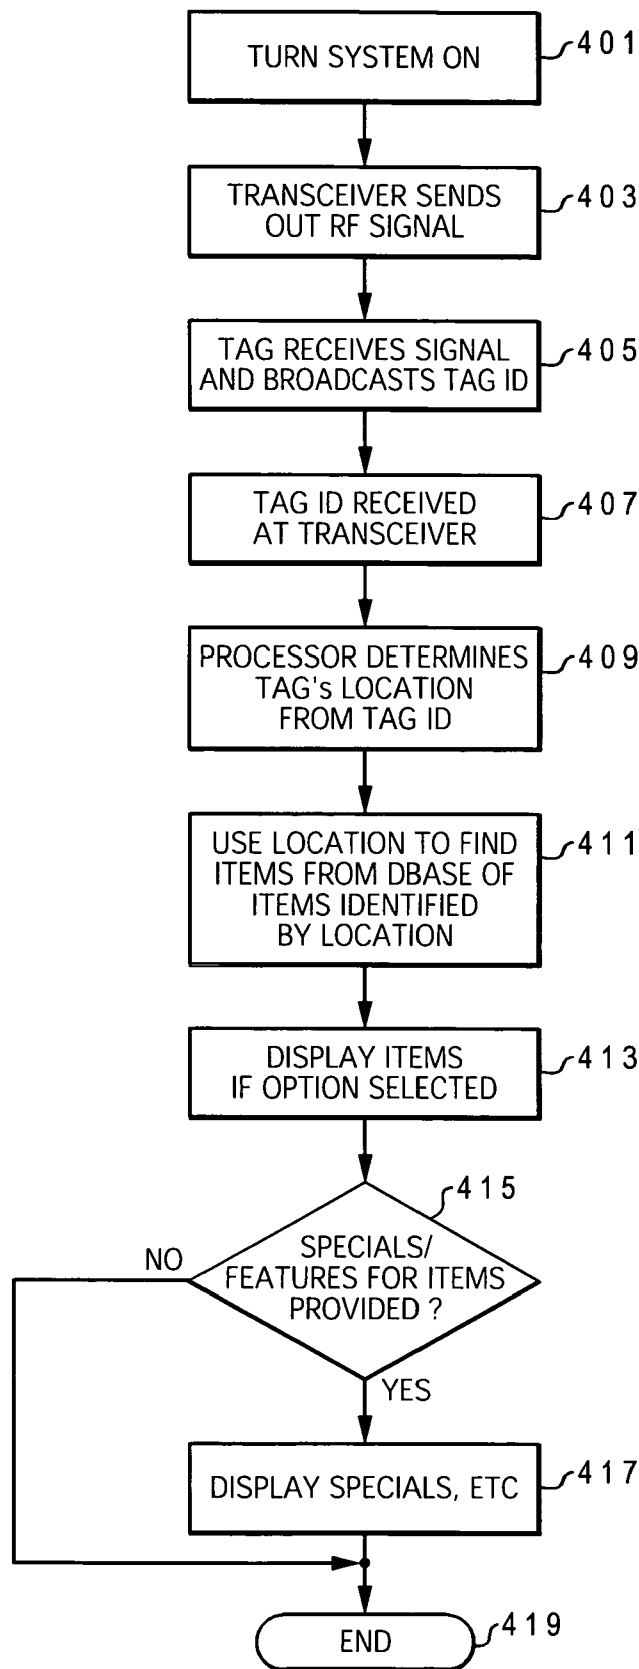 TURN SYSTEM ON
401
TRANSCEIVER SENDS
OUT RF SIGNAL
403
TAG RECEIVES SIGNAL
AND BROADCASTS TAG ID
405
TAG ID RECEIVED
AT TRANSCEIVER
407
PROCESSOR DETERMINES
TAG's LOCATION
FROM TAG ID
409
USE LOCATION TO FIND
ITEMS FROM DBASE OF
ITEMS IDENTIFIED
BY LOCATION
411
DISPLAY ITEMS
IF OPTION SELECTED
413
415
NO
SPECIALS/
FEATURES FOR ITEMS
PROVIDED ?
YES
DISPLAY SPECIALS, ETC
417
END
419